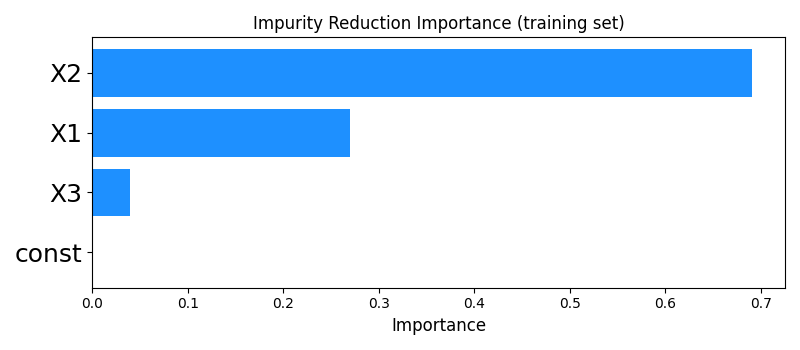 Impurity Reduction Importance (training set)
X2
X1
X3
const
0.0 0.1 0.2 0.3 0.4 0.5 0.6 0.7
Importance